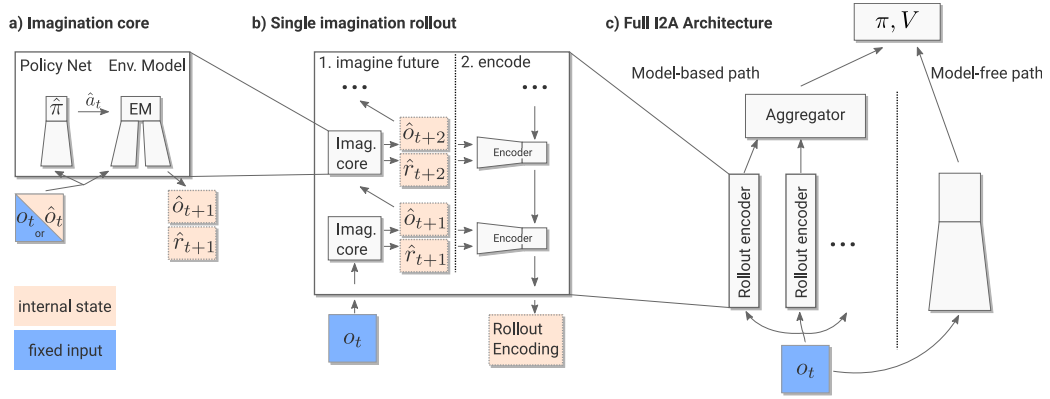 a) Imagination core
Policy Net Env. Model
π̂ â_t EM
o_t or ô_t
ô_{t+1}
r̂_{t+1}
internal state
fixed input
b) Single imagination rollout
1. imagine future 2. encode
... ...
Imag.
core
ô_{t+2}
r̂_{t+2}
Encoder
Imag.
core
ô_{t+1}
r̂_{t+1}
Encoder
o_t
Rollout
Encoding
c) Full I2A Architecture
π, V
Model-based path
Model-free path
Aggregator
Rollout encoder
Rollout encoder
...
o_t